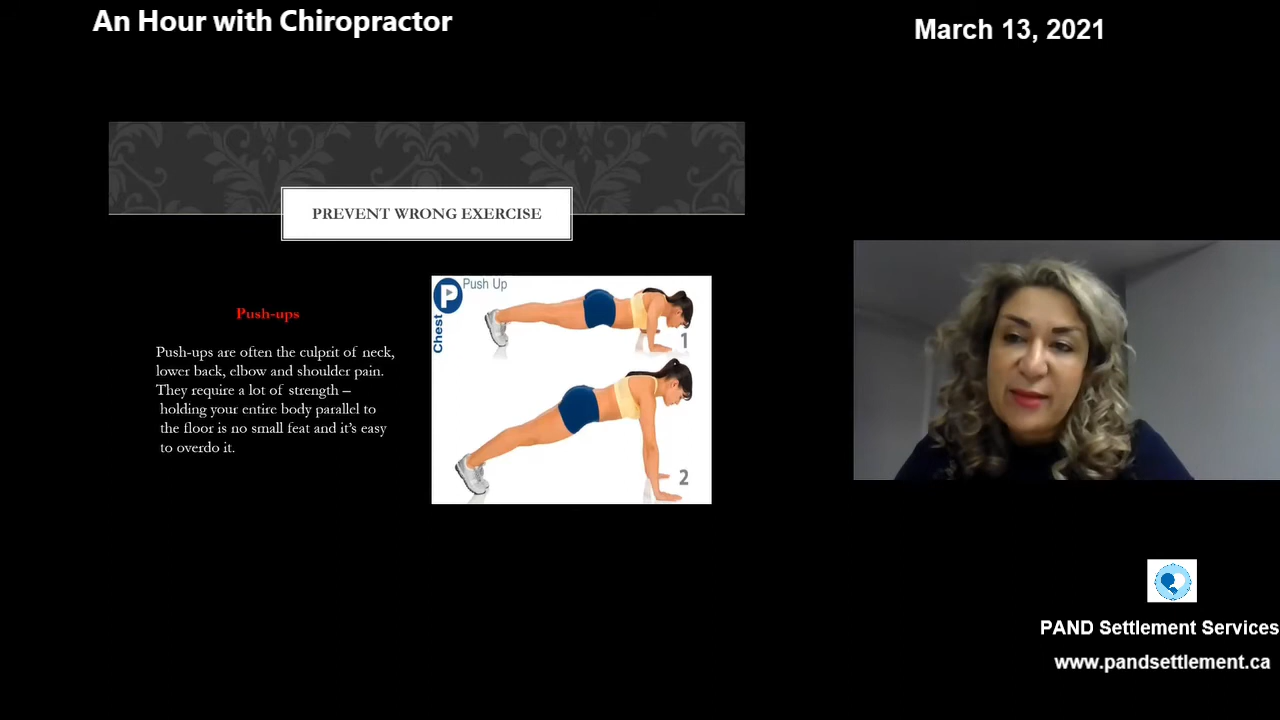 An Hour with Chiropractor
March 13, 2021
PREVENT WRONG EXERCISE
Push-ups
Push-ups are often the culprit of neck,
lower back, elbow and shoulder pain.
They require a lot of strength –
holding your entire body parallel to
the floor is no small feat and it's easy
to overdo it.
P
Push Up
Chest
1
2
PAND Settlement Services
www.pandsettlement.ca